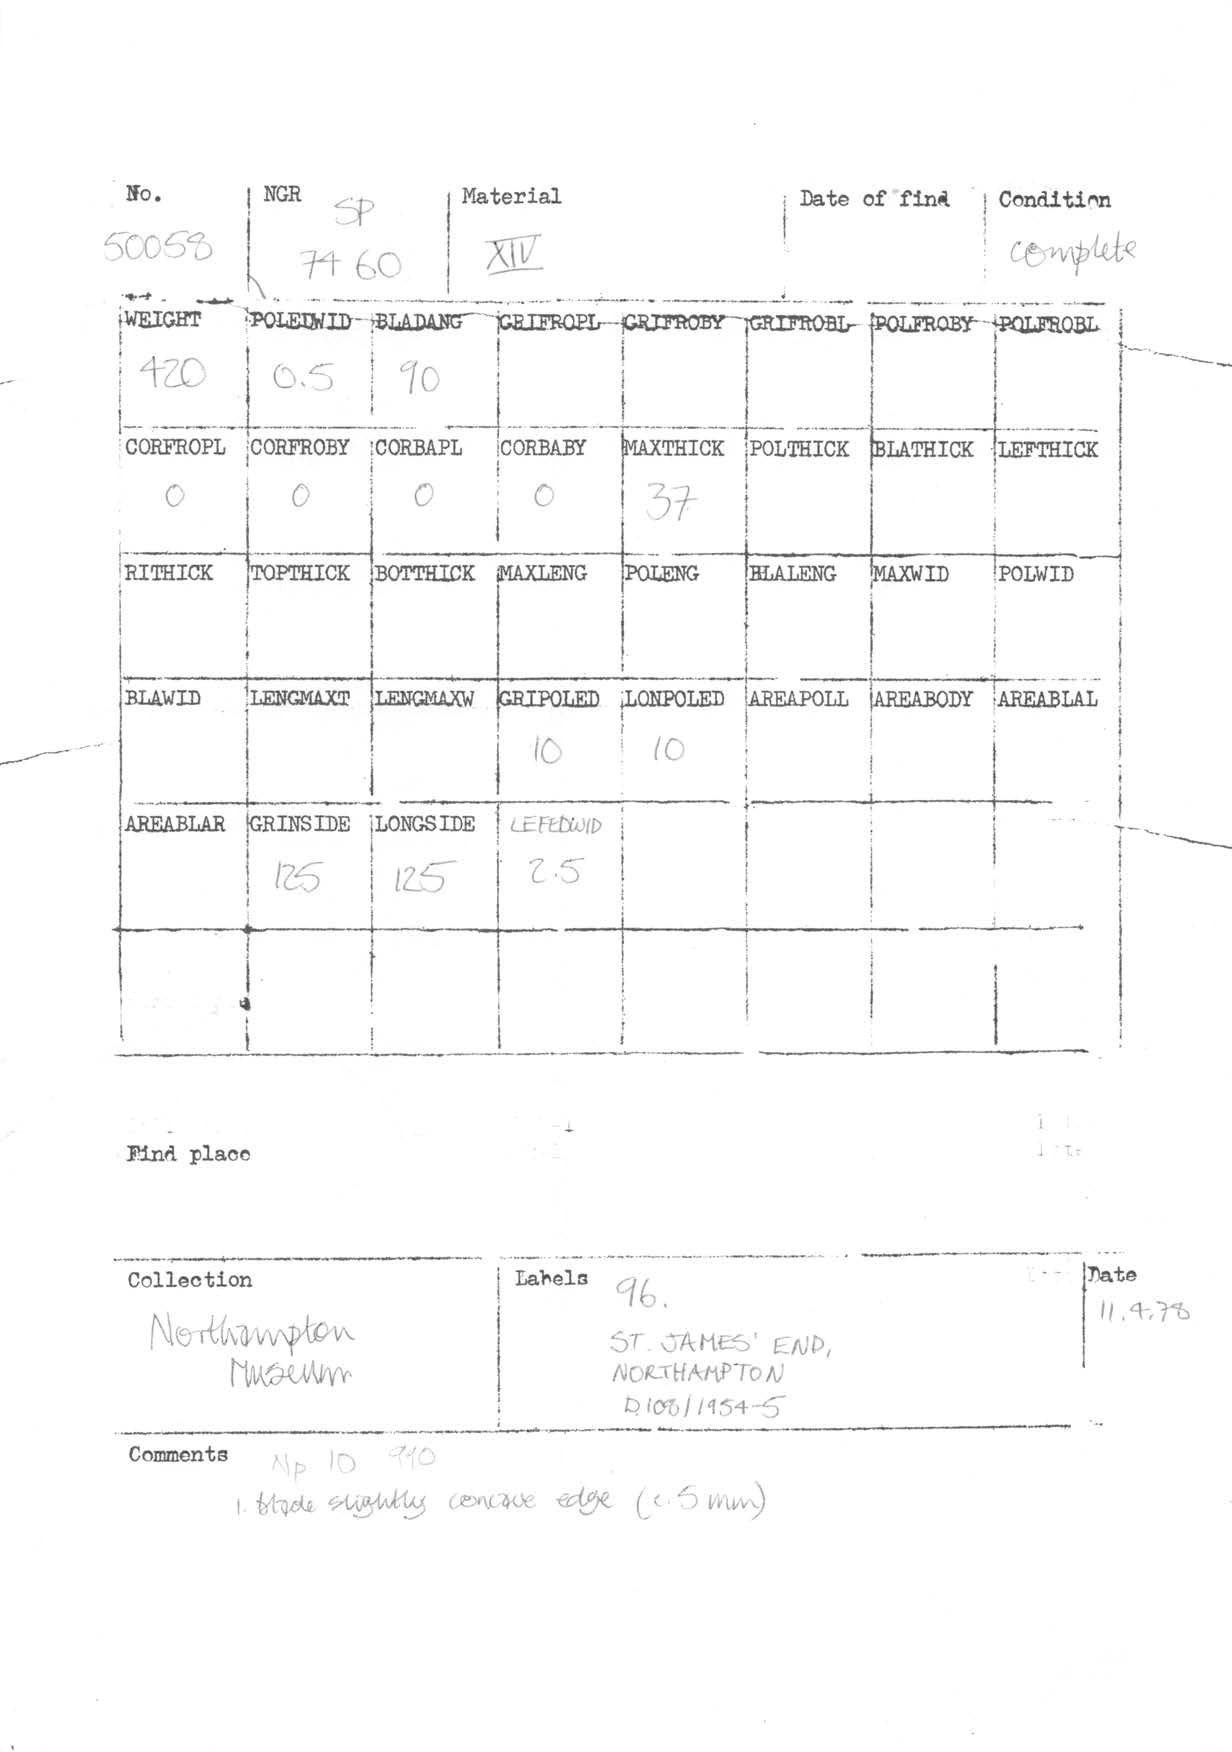 No. NGR Material Date of find Condition
SP
50058 7460 XIV complete
WEIGHT POLEDWID BLADANG GRIFROPL GRIFROBY GRIFROBL POLFROBY POLFROBL
420 0.5 90
CORFROPL CORFROBY CORBAPL CORBABY MAXTHICK POLTHICK BLATHICK LEFTHICK
0 0 0 0 37
RITHICK TOPTHICK BOTTHICK MAXLENG POLENG BLALENG MAXWID POLWID
BLAWID LENGMAXT LENGMAXW GRIPOLED LONPOLED AREAPOLL AREABODY AREABLAL
10 10
AREABLAR GRINSIDE LONGSIDE LEFEDWID
125 125 2.5
Find place
Collection Labels 96. Date
11.4.78
Northampton
Museum
ST. JAMES' END,
NORTHAMPTON
D.108/1954-5
Comments Np 10
1. Blade slightly concave edge (c. 5 mm)